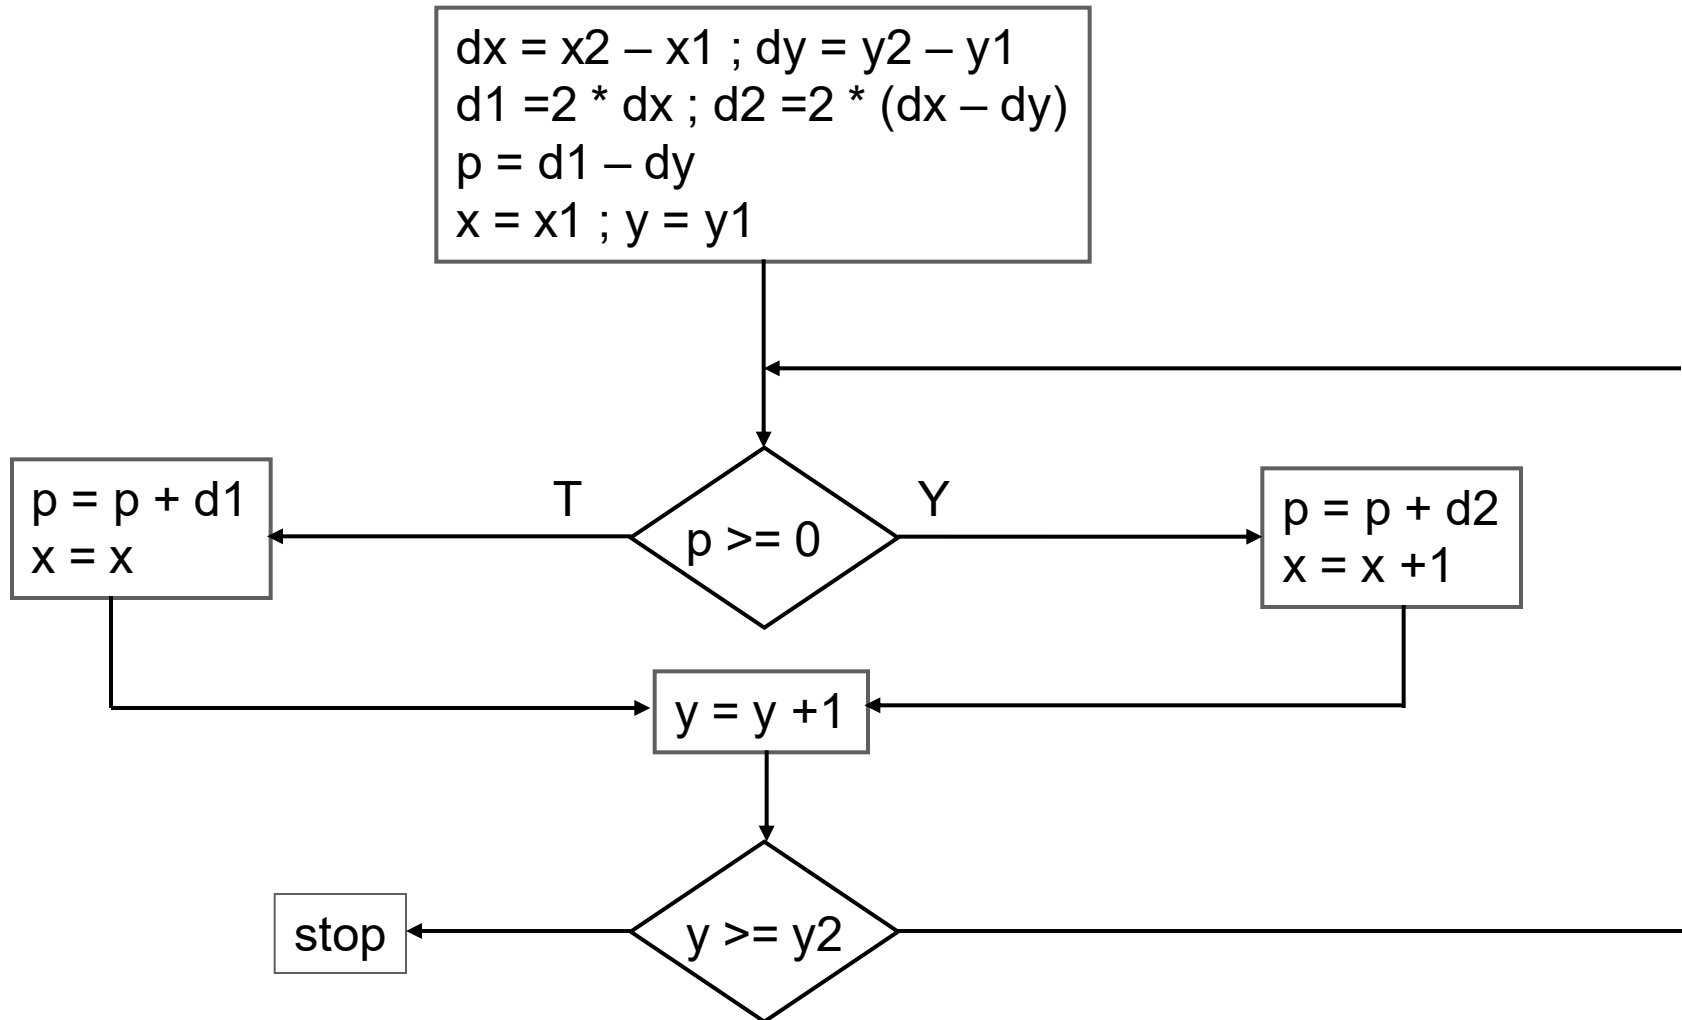 dx = x2 – x1 ; dy = y2 – y1
d1 =2 * dx ; d2 =2 * (dx – dy)
p = d1 – dy
x = x1 ; y = y1
T
Y
p = p + d1
x = x
p >= 0
p = p + d2
x = x +1
y = y +1
stop
y >= y2